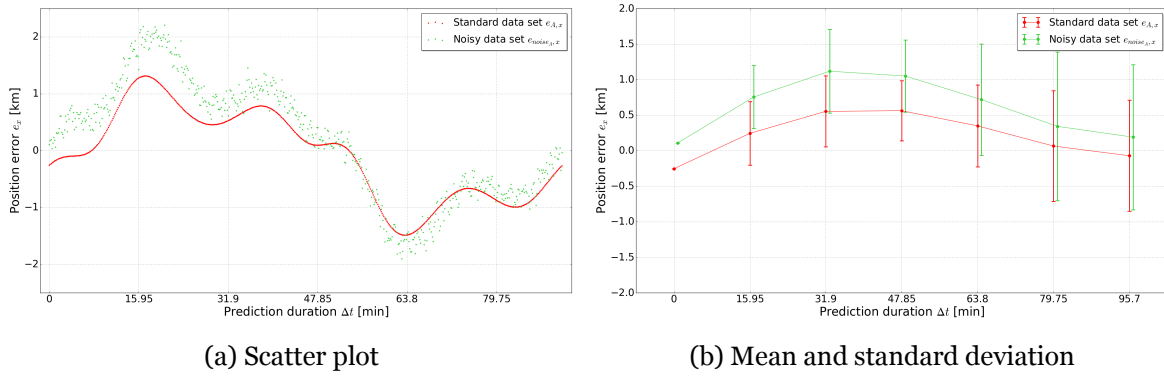 Standard data set e_{A,x}
Noisy data set e_{noise_A,x}
Position error e_x [km]
2
1
0
−1
−2
0
15.95
31.9
47.85
63.8
79.75
Prediction duration Δt [min]
(a) Scatter plot
Standard data set e_{A,x}
Noisy data set e_{noise_A,x}
Position error e_x [km]
2.0
1.5
1.0
0.5
0.0
−0.5
−1.0
−1.5
−2.0
0
15.95
31.9
47.85
63.8
79.75
95.7
Prediction duration Δt [min]
(b) Mean and standard deviation